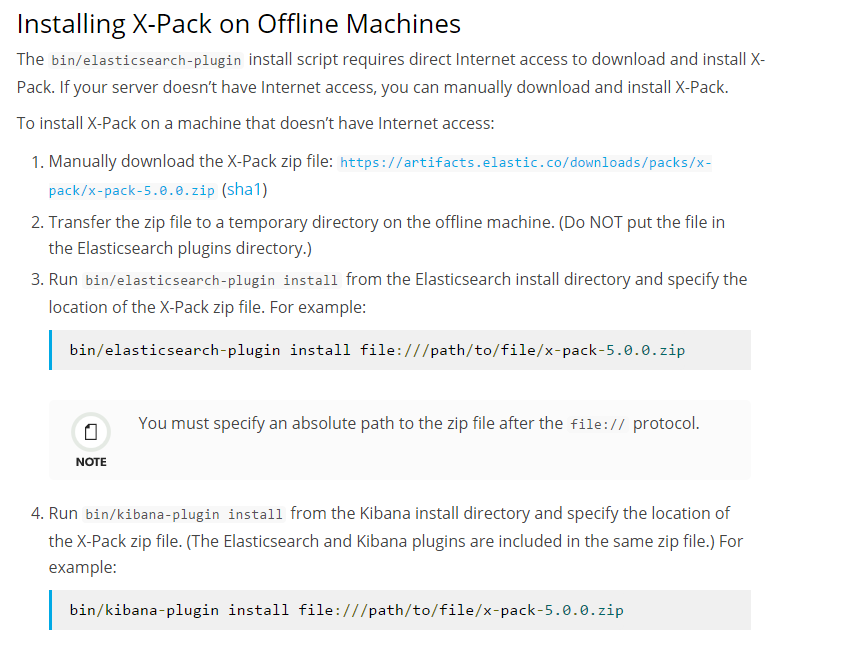 Installing X-Pack on Offline Machines
The bin/elasticsearch-plugin install script requires direct Internet access to download and install X-
Pack. If your server doesn’t have Internet access, you can manually download and install X-Pack.
To install X-Pack on a machine that doesn’t have Internet access:
1. Manually download the X-Pack zip file: https://artifacts.elastic.co/downloads/packs/x-
pack/x-pack-5.0.0.zip (sha1)
2. Transfer the zip file to a temporary directory on the offline machine. (Do NOT put the file in
the Elasticsearch plugins directory.)
3. Run bin/elasticsearch-plugin install from the Elasticsearch install directory and specify the
location of the X-Pack zip file. For example:
bin/elasticsearch-plugin install file:///path/to/file/x-pack-5.0.0.zip
You must specify an absolute path to the zip file after the file:// protocol.
NOTE
4. Run bin/kibana-plugin install from the Kibana install directory and specify the location of
the X-Pack zip file. (The Elasticsearch and Kibana plugins are included in the same zip file.) For
example:
bin/kibana-plugin install file:///path/to/file/x-pack-5.0.0.zip